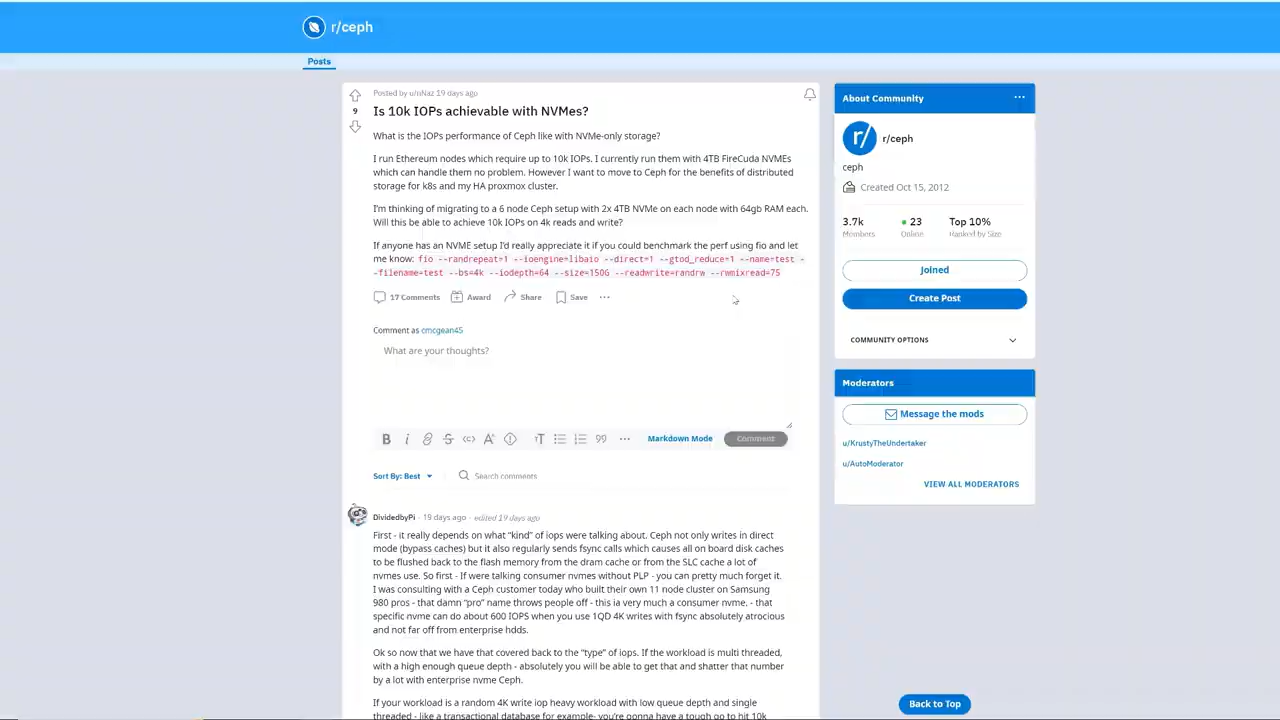 r/ceph
Posts
Posted by u/nNaz 19 days ago
9
Is 10k IOPs achievable with NVMes?
What is the IOPs performance of Ceph like with NVMe-only storage?
I run Ethereum nodes which require up to 10k IOPs. I currently run them with 4TB FireCuda NVMEs
which can handle them no problem. However I want to move to Ceph for the benefits of distributed
storage for k8s and my HA proxmox cluster.
I'm thinking of migrating to a 6 node Ceph setup with 2x 4TB NVMe on each node with 64gb RAM each.
Will this be able to achieve 10k IOPs on 4k reads and write?
If anyone has an NVME setup I'd really appreciate it if you could benchmark the perf using fio and let
me know: fio --randrepeat=1 --ioengine=libaio --direct=1 --gtod_reduce=1 --name=test -
-filename=test --bs=4k --iodepth=64 --size=150G --readwrite=randrw --rwmixread=75
17 Comments Award Share Save ...
Comment as cmcgean45
What are your thoughts?
B i S A T ... Markdown Mode Comment
Sort By: Best Search comments
DividedbyPi · 19 days ago · edited 19 days ago
First - it really depends on what "kind" of iops were talking about. Ceph not only writes in direct
mode (bypass caches) but it also regularly sends fsync calls which causes all on board disk caches
to be flushed back to the flash memory from the dram cache or from the SLC cache a lot of
nvmes use. So first - If were talking consumer nvmes without PLP - you can pretty much forget it.
I was consulting with a Ceph customer today who built their own 11 node cluster on Samsung
980 pros - that damn "pro" name throws people off - this ia very much a consumer nvme. - that
specific nvme can do about 600 IOPS when you use 1QD 4K writes with fsync absolutely atrocious
and not far off from enterprise hdds.
Ok so now that we have that covered back to the "type" of iops. If the workload is multi threaded,
with a high enough queue depth - absolutely you will be able to get that and shatter that number
by a lot with enterprise nvme Ceph.
If your workload is a random 4K write iop heavy workload with low queue depth and single
threaded - like a transactional database for example- you're gonna have a tough go to hit 10k
About Community
...
r/
r/ceph
ceph
Created Oct 15, 2012
3.7k 23 Top 10%
Members Online Ranked by Size
Joined
Create Post
COMMUNITY OPTIONS
Moderators
Message the mods
u/KrustyTheUndertaker
u/AutoModerator
VIEW ALL MODERATORS
Back to Top